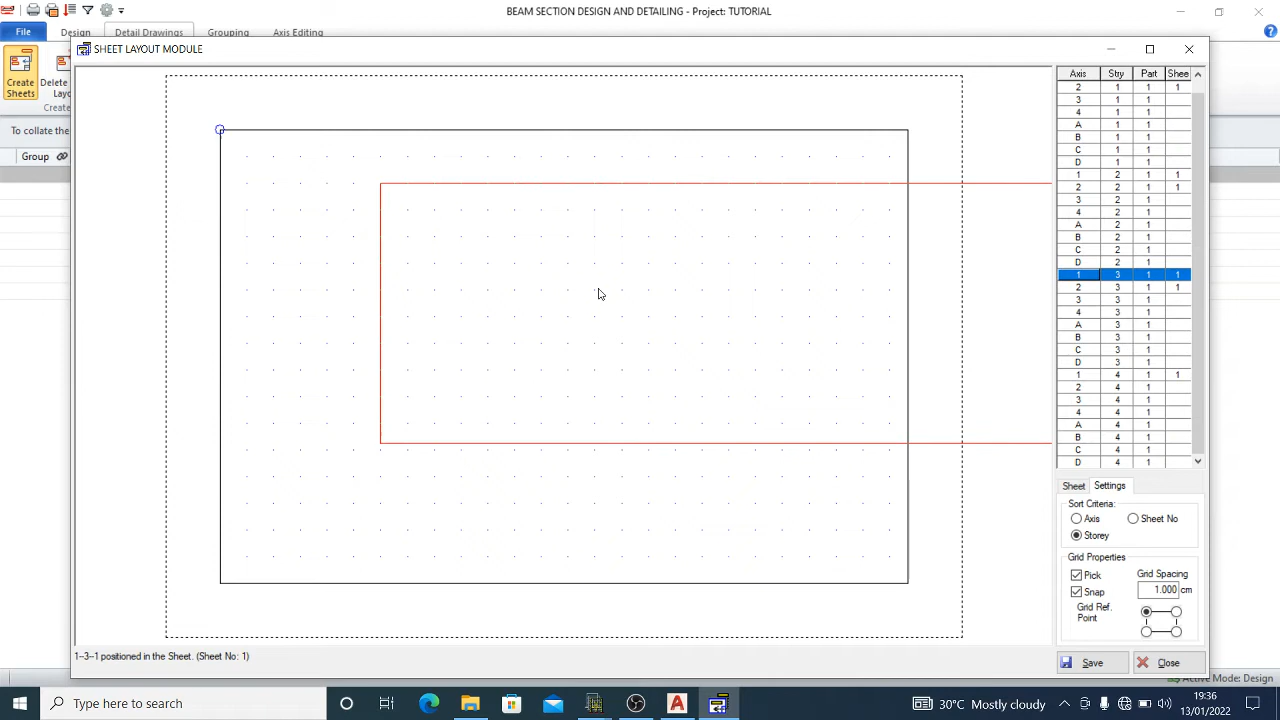 BEAM SECTION DESIGN AND DETAILING - Project: TUTORIAL
File Design Detail Drawings Grouping Axis Editing
SHEET LAYOUT MODULE
Create Sheets
Delete Layo
Create
To collate the
Group
Axis Stry Part Shee
2 1 1 1
3 1 1
4 1 1
A 1 1
B 1 1
C 1 1
D 1 1
1 2 1 1
2 2 1 1
3 2 1
4 2 1
A 2 1
B 2 1
C 2 1
D 2 1
1 3 1 1
2 3 1 1
3 3 1
4 3 1
A 3 1
B 3 1
C 3 1
D 3 1
1 4 1 1
2 4 1
3 4 1
4 4 1
A 4 1
B 4 1
C 4 1
D 4 1
Sheet Settings
Sort Criteria:
Axis Sheet No
Storey
Grid Properties
Pick Grid Spacing
Snap 1.000 cm
Grid Ref. Point
1--3--1 positioned in the Sheet. (Sheet No: 1)
Save Close
Active Mode: Design
Type here to search
30°C Mostly cloudy
19:36
13/01/2022